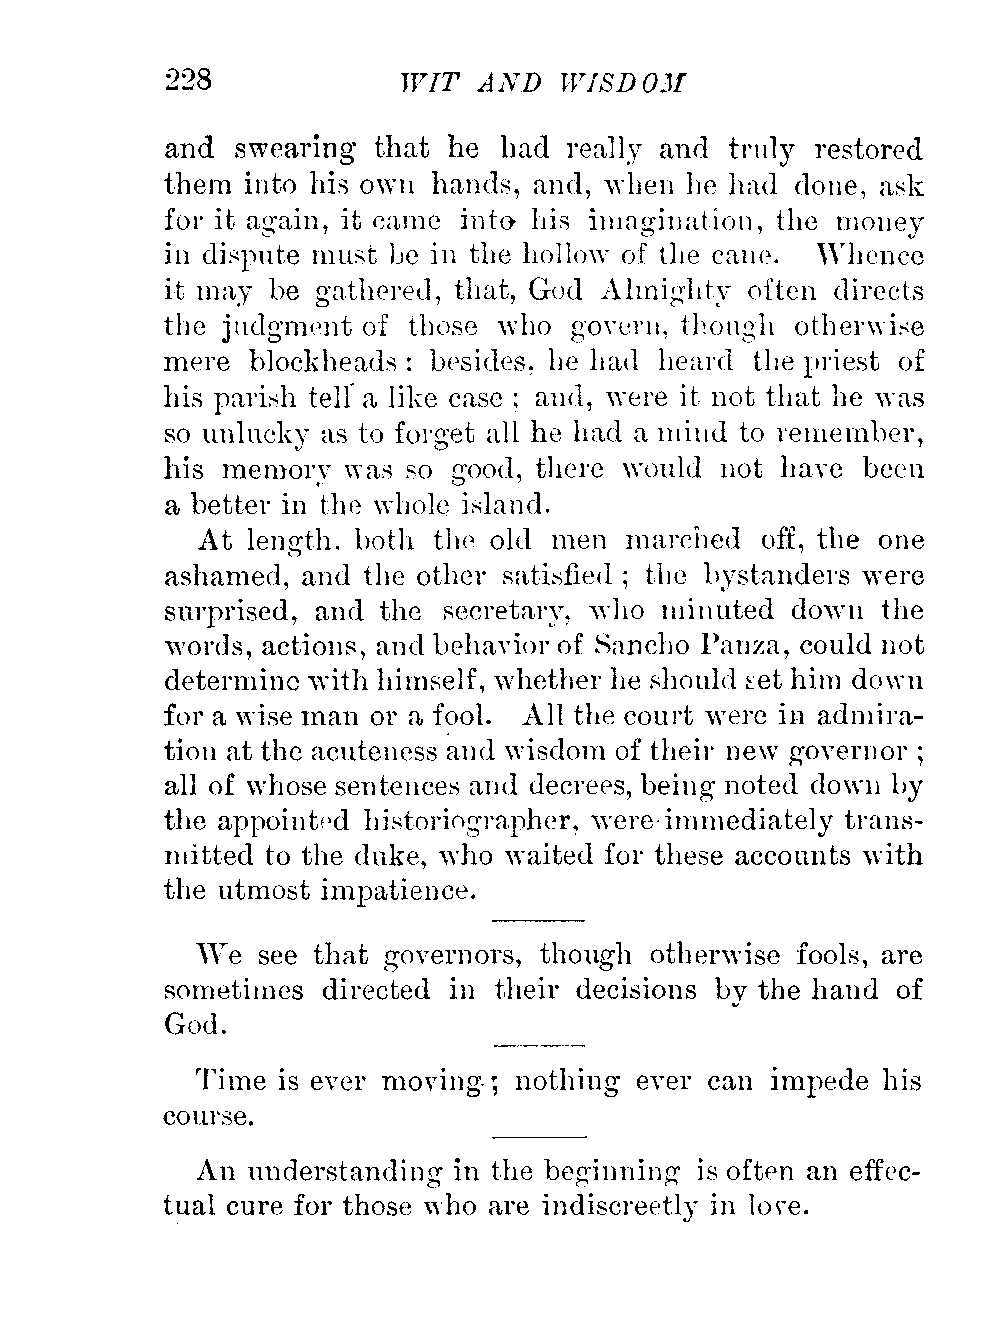 228 WIT AND WISDOM
and swearing that he had really and truly restored
them into his own hands, and, when he had done, ask
for it again, it came into his imagination, the money
in dispute must be in the hollow of the cane. Whence
it may be gathered, that, God Almighty often directs
the judgment of those who govern, though otherwise
mere blockheads : besides, he had heard the priest of
his parish tell a like case ; and, were it not that he was
so unlucky as to forget all he had a mind to remember,
his memory was so good, there would not have been
a better in the whole island.
At length, both the old men marched off, the one
ashamed, and the other satisfied ; the bystanders were
surprised, and the secretary, who minuted down the
words, actions, and behavior of Sancho Panza, could not
determine with himself, whether he should set him down
for a wise man or a fool. All the court were in admira-
tion at the acuteness and wisdom of their new governor ;
all of whose sentences and decrees, being noted down by
the appointed historiographer, were immediately trans-
mitted to the duke, who waited for these accounts with
the utmost impatience.
We see that governors, though otherwise fools, are
sometimes directed in their decisions by the hand of
God.
Time is ever moving ; nothing ever can impede his
course.
An understanding in the beginning is often an effec-
tual cure for those who are indiscreetly in love.